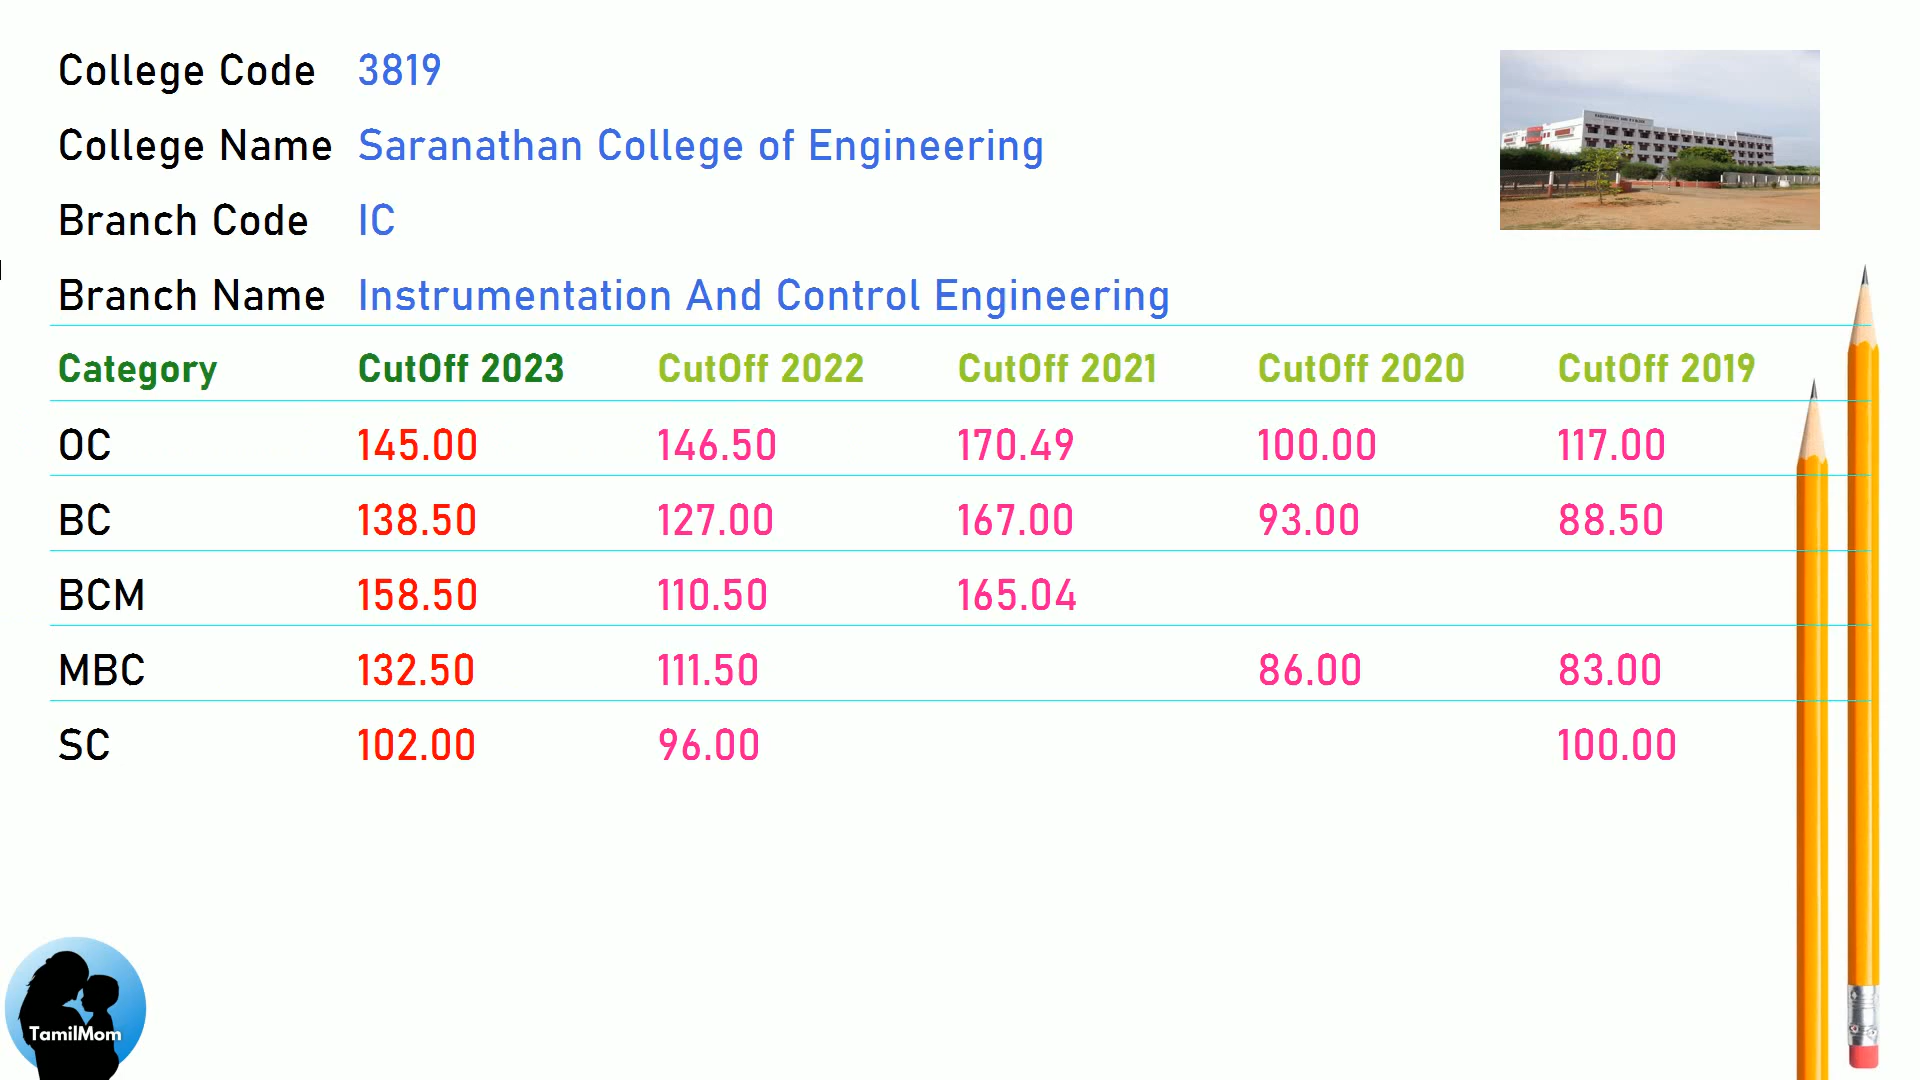 College Code 3819
College Name Saranathan College of Engineering
Branch Code IC
Branch Name Instrumentation And Control Engineering
Category CutOff 2023 CutOff 2022 CutOff 2021 CutOff 2020 CutOff 2019
OC 145.00 146.50 170.49 100.00 117.00
BC 138.50 127.00 167.00 93.00 88.50
BCM 158.50 110.50 165.04
MBC 132.50 111.50 86.00 83.00
SC 102.00 96.00 100.00
TamilMom